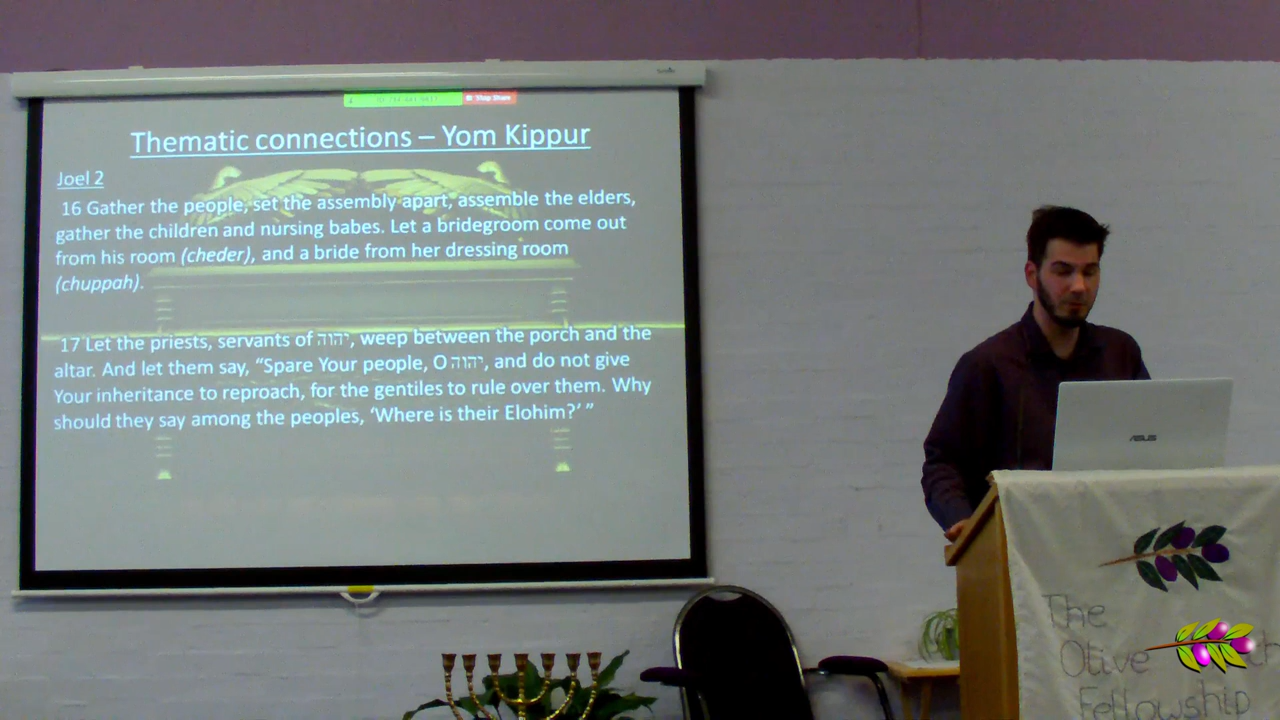 Stop Share
Thematic connections – Yom Kippur
Joel 2
16 Gather the people, set the assembly apart, assemble the elders,
gather the children and nursing babes. Let a bridegroom come out
from his room (cheder), and a bride from her dressing room
(chuppah).
17 Let the priests, servants of יהוה, weep between the porch and the
altar. And let them say, “Spare Your people, O יהוה, and do not give
Your inheritance to reproach, for the gentiles to rule over them. Why
should they say among the peoples, ‘Where is their Elohim?’ ”
ASUS
The
Olive
Fellowship